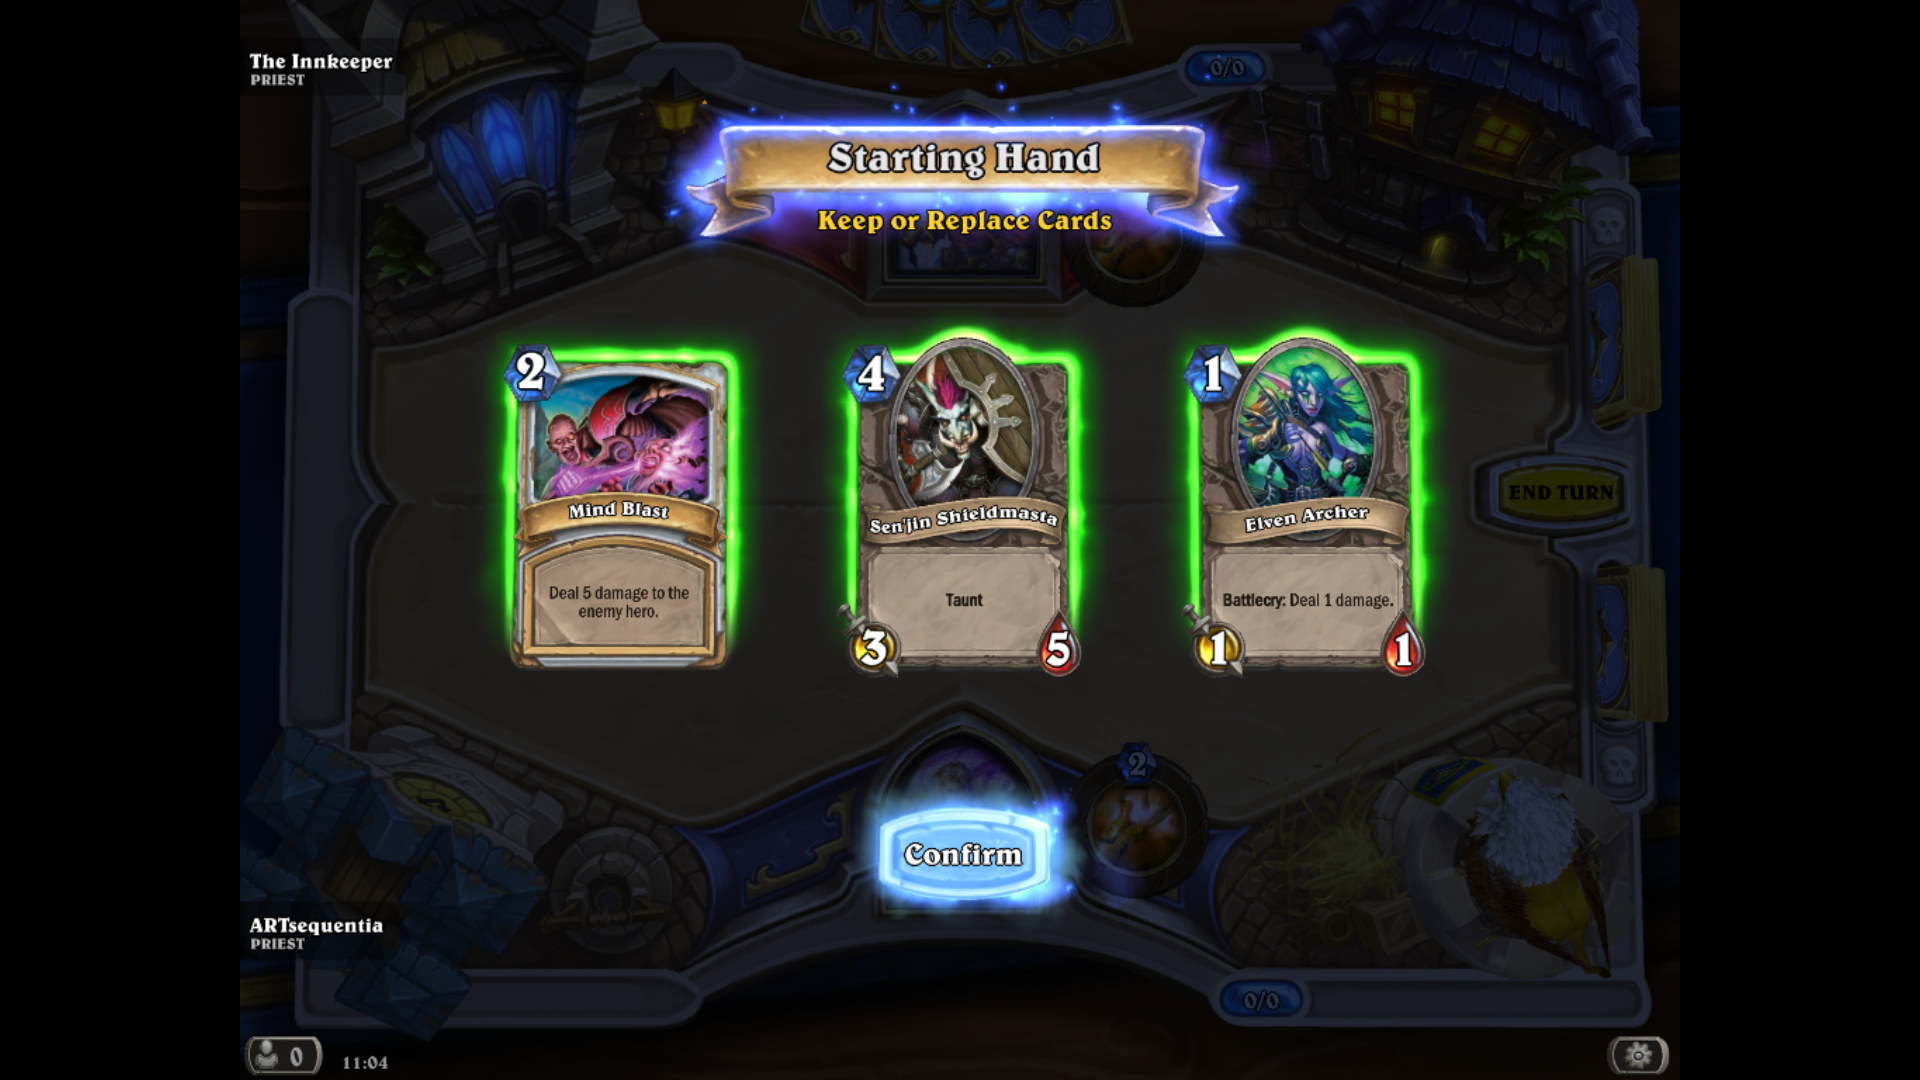 The Innkeeper
PRIEST
0/0
Starting Hand
Keep or Replace Cards
2
4
1
Mind Blast
Sen'jin Shieldmasta
Elven Archer
END TURN
Deal 5 damage to the
enemy hero.
Taunt
Battlecry: Deal 1 damage.
3
5
1
1
2
Confirm
ARTsequentia
PRIEST
0/0
0
11:04